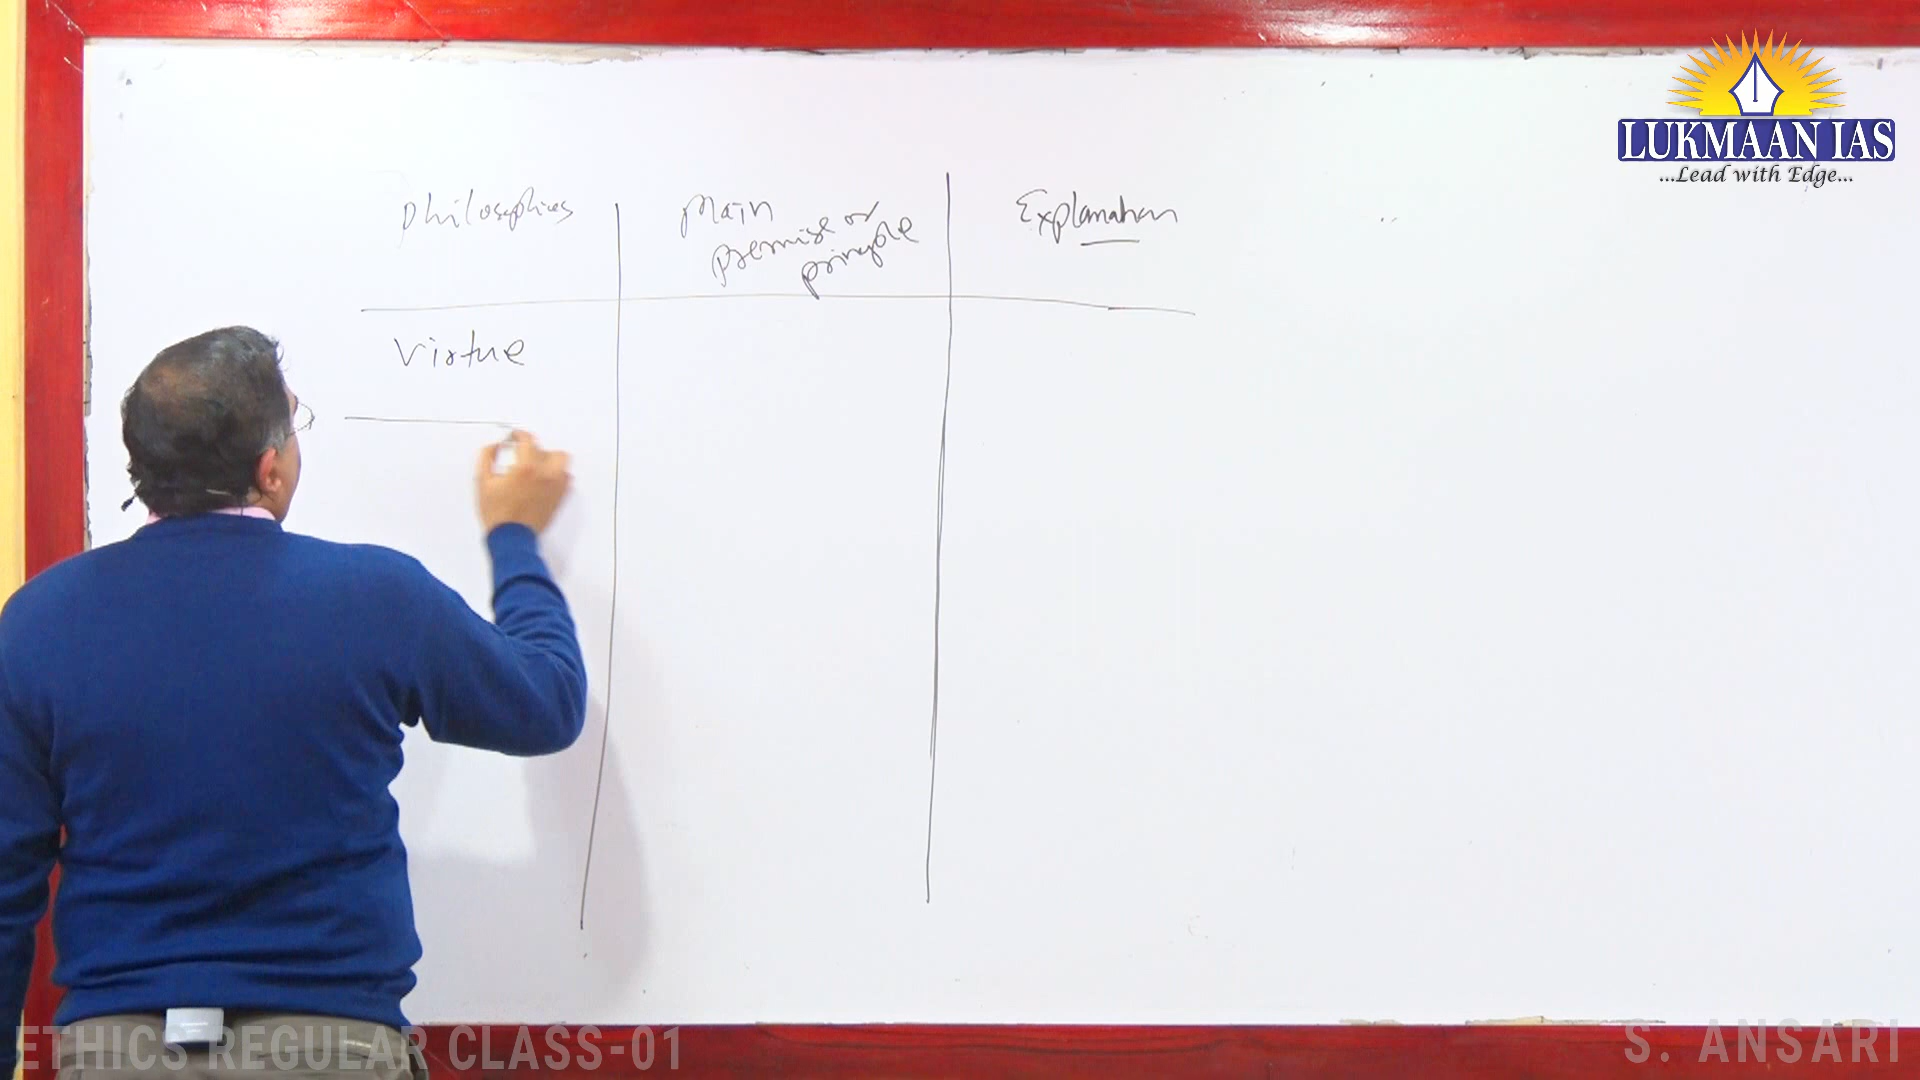 LUKMAAN IAS
...Lead with Edge...
Philosophies
Main
premise or
principle
Explanation
Virtue
ETHICS REGULAR CLASS-01
S. ANSARI